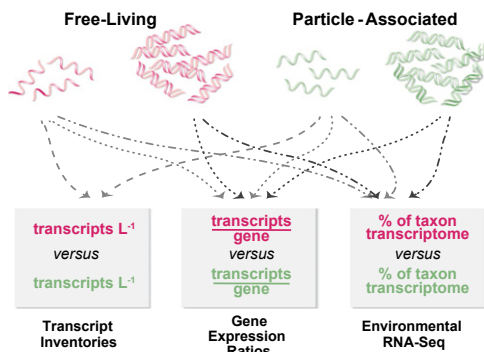 Free-Living
Particle-Associated
transcripts L-1
versus
transcripts L-1
transcripts
gene
versus
transcripts
gene
% of taxon
transcriptome
versus
% of taxon
transcriptome
Transcript
Inventories
Gene
Expression
Ratios
Environmental
RNA-Seq